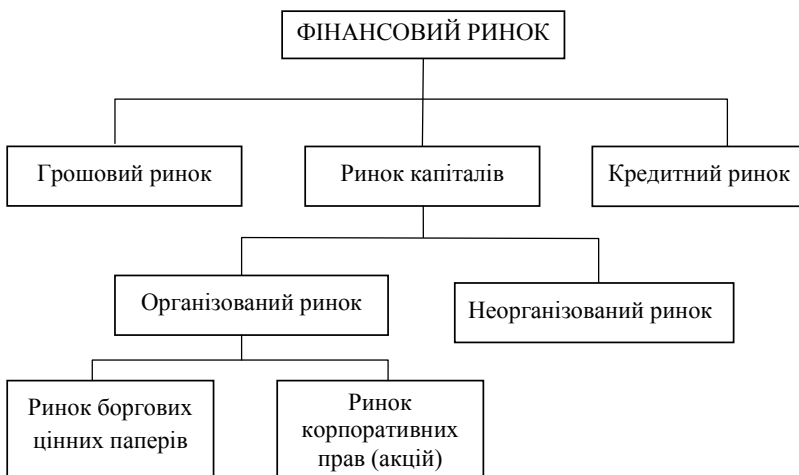 ФІНАНСОВИЙ РИНОК
Грошовий ринок
Ринок капіталів
Кредитний ринок
Організований ринок
Неорганізований ринок
Ринок боргових
цінних паперів
Ринок
корпоративних
прав (акцій)